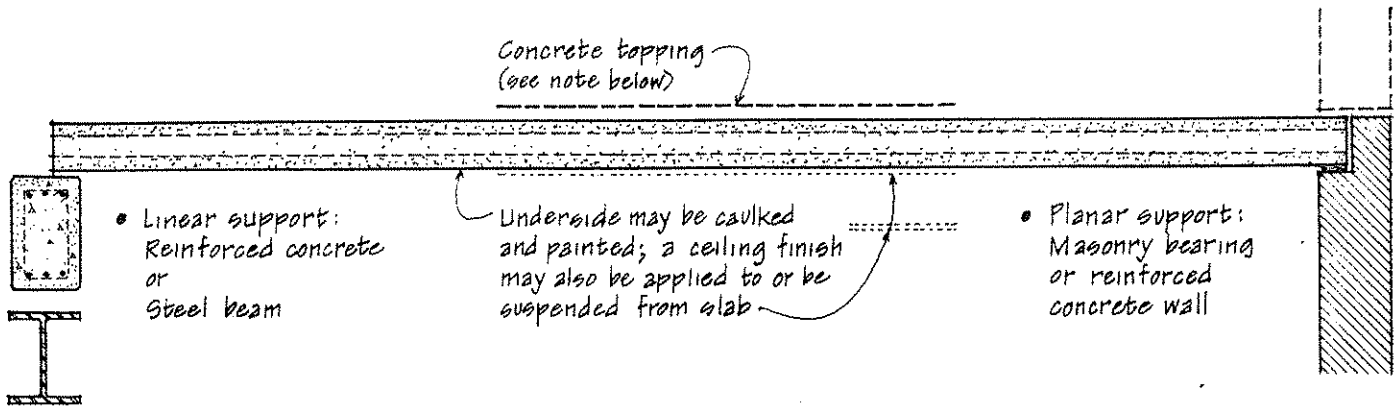 Concrete topping
(see note below)
• Linear support:
Reinforced concrete
or
Steel beam
Underside may be caulked
and painted; a ceiling finish
may also be applied to or be
suspended from slab
• Planar support:
Masonry bearing
or reinforced
concrete wall